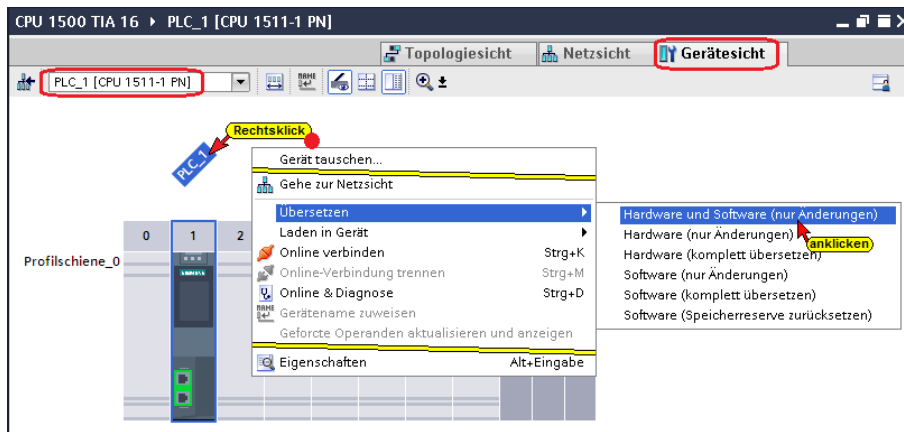 CPU 1500 TIA 16 ▸ PLC_1 [CPU 1511-1 PN]
Topologiesicht
Netzsicht
Gerätesicht
PLC_1 [CPU 1511-1 PN]
NAME
Rechtsklick
PLC_1
Gerät tauschen...
Gehe zur Netzsicht
Übersetzen
Laden in Gerät
Online verbinden Strg+K
Online-Verbindung trennen Strg+M
Online & Diagnose Strg+D
NAME
Gerätename zuweisen
Geforcte Operanden aktualisieren und anzeigen
Eigenschaften Alt+Eingabe
Hardware und Software (nur Änderungen)
Hardware (nur Änderungen)
anklicken
Hardware (komplett übersetzen)
Software (nur Änderungen)
Software (komplett übersetzen)
Software (Speicherreserve zurücksetzen)
0 1 2
Profilschiene_0
SIEMENS